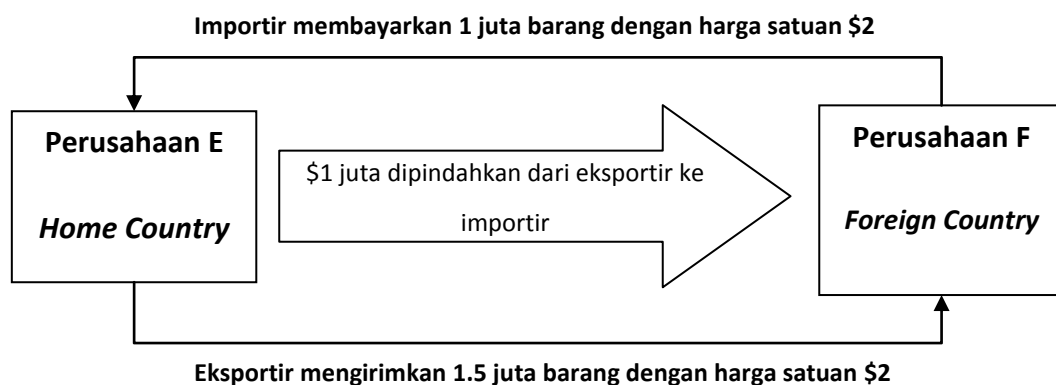 Importir membayarkan 1 juta barang dengan harga satuan $2
Perusahaan E
Home Country
$1 juta dipindahkan dari eksportir ke
importir
Perusahaan F
Foreign Country
Eksportir mengirimkan 1.5 juta barang dengan harga satuan $2